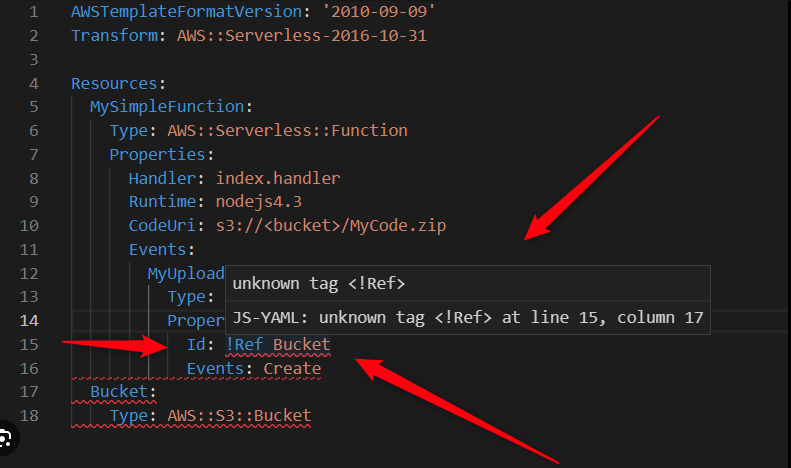 1 AWSTemplateFormatVersion: '2010-09-09'
2 Transform: AWS::Serverless-2016-10-31
3
4 Resources:
5 MySimpleFunction:
6 Type: AWS::Serverless::Function
7 Properties:
8 Handler: index.handler
9 Runtime: nodejs4.3
10 CodeUri: s3://<bucket>/MyCode.zip
11 Events:
12 MyUpload
unknown tag <!Ref>
13 Type:
14 Proper
JS-YAML: unknown tag <!Ref> at line 15, column 17
15 Id: !Ref Bucket
16 Events: Create
17 Bucket:
18 Type: AWS::S3::Bucket